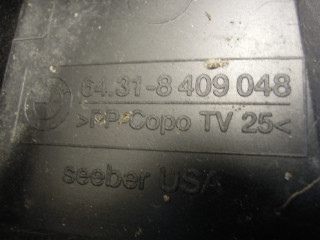 64.31-8 409 048
>PP-Copo TV 25<
seeber USA